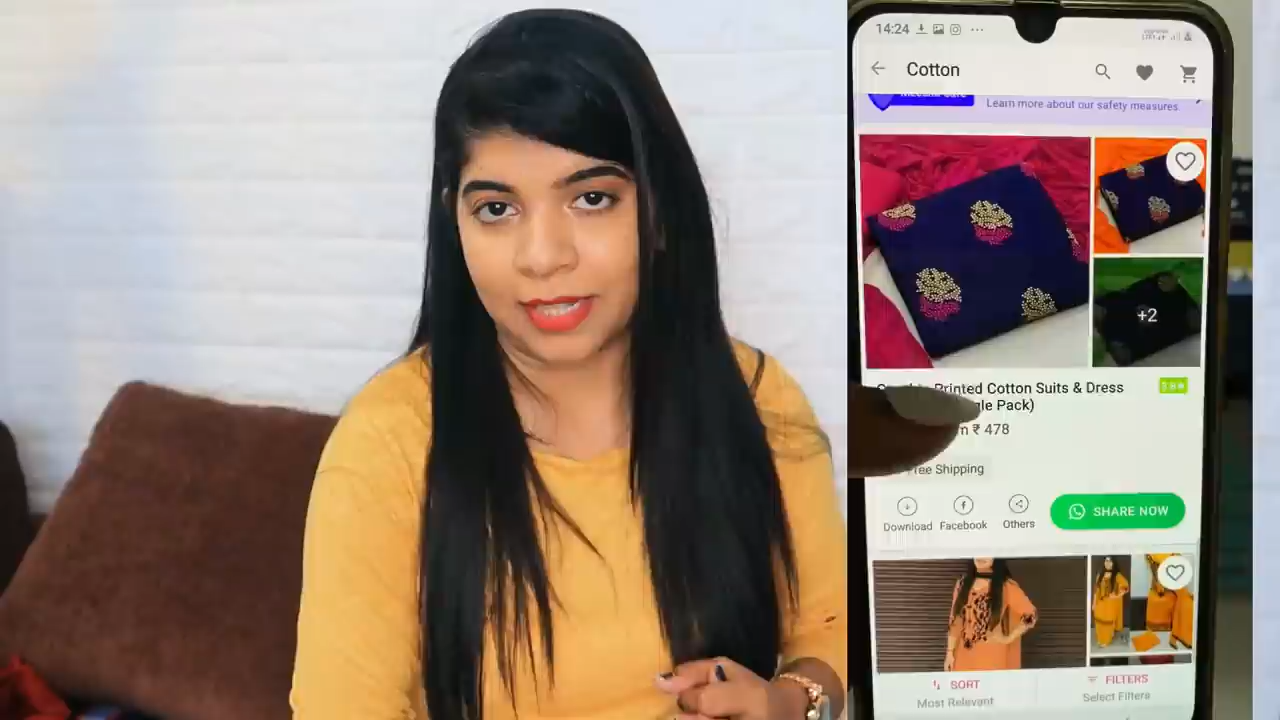 14:24
Cotton
Learn more about our safety measures
+2
Printed Cotton Suits & Dress
Pack)
₹ 478
Free Shipping
Download
Facebook
Others
SHARE NOW
SORT
Most Relevant
FILTERS
Select Filters